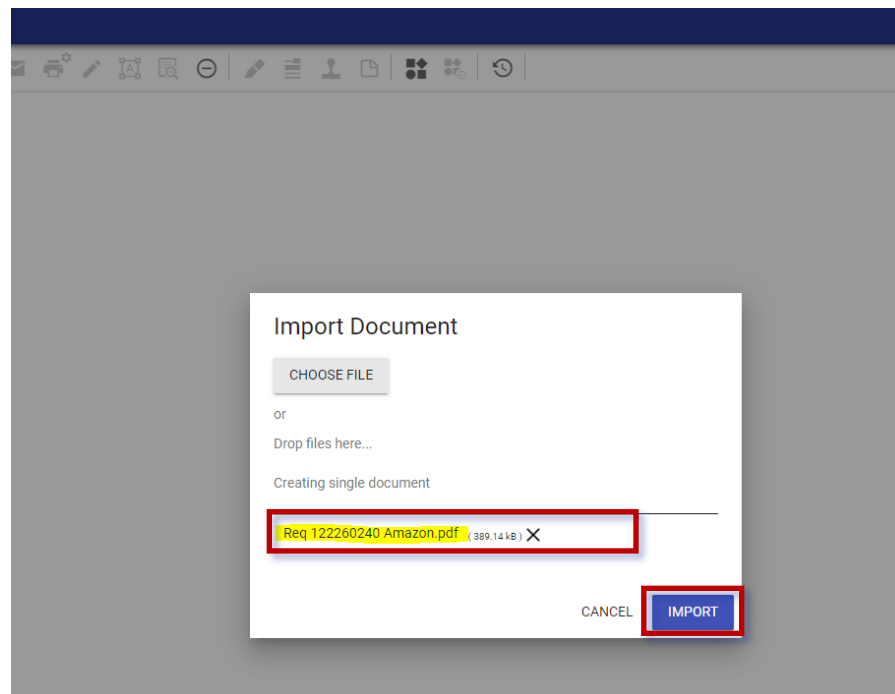 Import Document
CHOOSE FILE
or
Drop files here...
Creating single document
Req 122260240 Amazon.pdf ( 389.14 kB )
CANCEL IMPORT